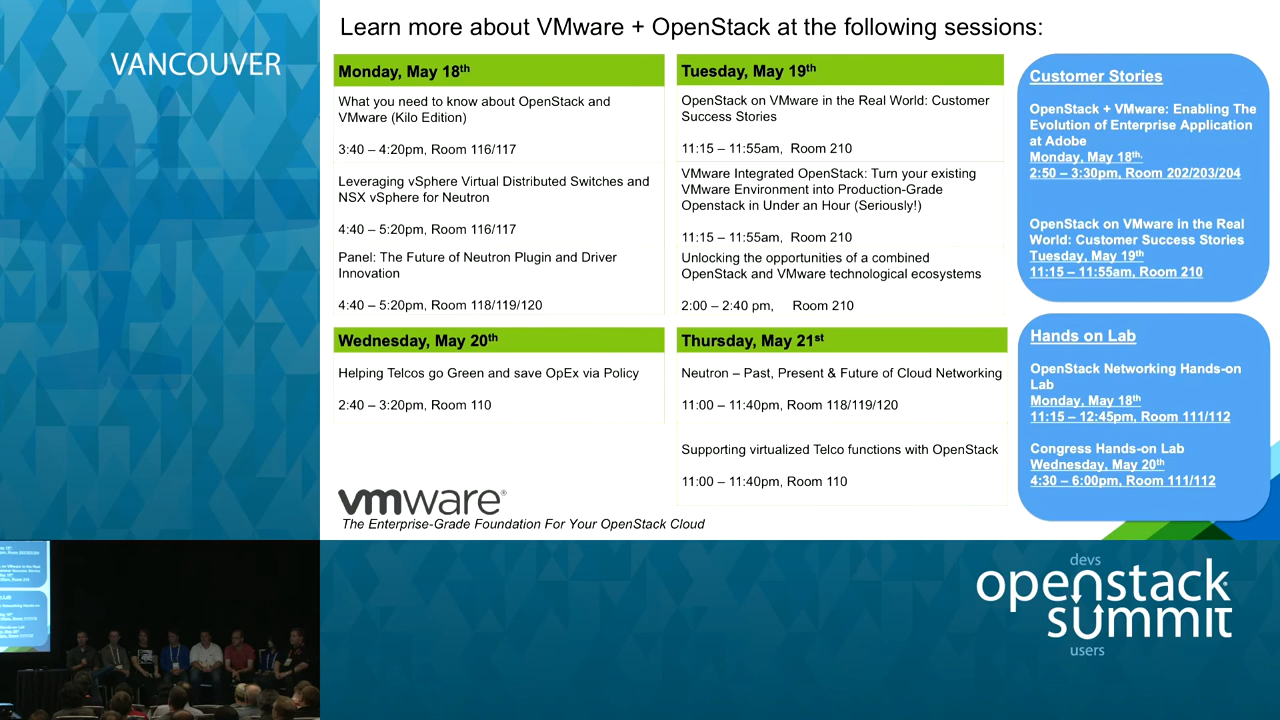 VANCOUVER
Learn more about VMware + OpenStack at the following sessions:
Monday, May 18th
What you need to know about OpenStack and
VMware (Kilo Edition)
3:40 – 4:20pm, Room 116/117
Leveraging vSphere Virtual Distributed Switches and
NSX vSphere for Neutron
4:40 – 5:20pm, Room 116/117
Panel: The Future of Neutron Plugin and Driver
Innovation
4:40 – 5:20pm, Room 118/119/120
Tuesday, May 19th
OpenStack on VMware in the Real World: Customer
Success Stories
11:15 – 11:55am, Room 210
VMware Integrated OpenStack: Turn your existing
VMware Environment into Production-Grade
Openstack in Under an Hour (Seriously!)
11:15 – 11:55am, Room 210
Unlocking the opportunities of a combined
OpenStack and VMware technological ecosystems
2:00 – 2:40 pm, Room 210
Wednesday, May 20th
Helping Telcos go Green and save OpEx via Policy
2:40 – 3:20pm, Room 110
Thursday, May 21st
Neutron – Past, Present & Future of Cloud Networking
11:00 – 11:40pm, Room 118/119/120
Supporting virtualized Telco functions with OpenStack
11:00 – 11:40pm, Room 110
Customer Stories
OpenStack + VMware: Enabling The
Evolution of Enterprise Application
at Adobe
Monday, May 18th,
2:50 – 3:30pm, Room 202/203/204
OpenStack on VMware in the Real
World: Customer Success Stories
Tuesday, May 19th
11:15 – 11:55am, Room 210
Hands on Lab
OpenStack Networking Hands-on
Lab
Monday, May 18th
11:15 – 12:45pm, Room 111/112
Congress Hands-on Lab
Wednesday, May 20th
4:30 – 6:00pm, Room 111/112
vmware®
The Enterprise-Grade Foundation For Your OpenStack Cloud
devs
openstack
summit
users